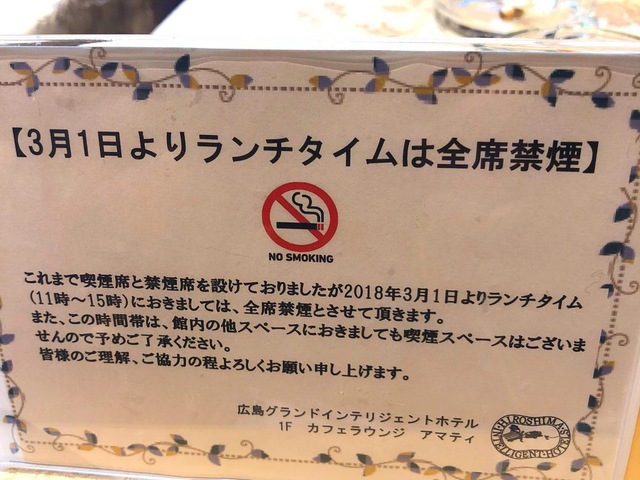 【3月1日よりランチタイムは全席禁煙】
NO SMOKING
これまで喫煙席と禁煙席を設けておりましたが2018年3月1日よりランチタイム
(11時～15時)におきましては、全席禁煙とさせて頂きます。
また、この時間帯は、館内の他スペースにおきましても喫煙スペースはございま
せんので予めご了承ください。
皆様のご理解、ご協力の程よろしくお願い申し上げます。
広島グランドインテリジェントホテル
1F カフェラウンジ アマティ